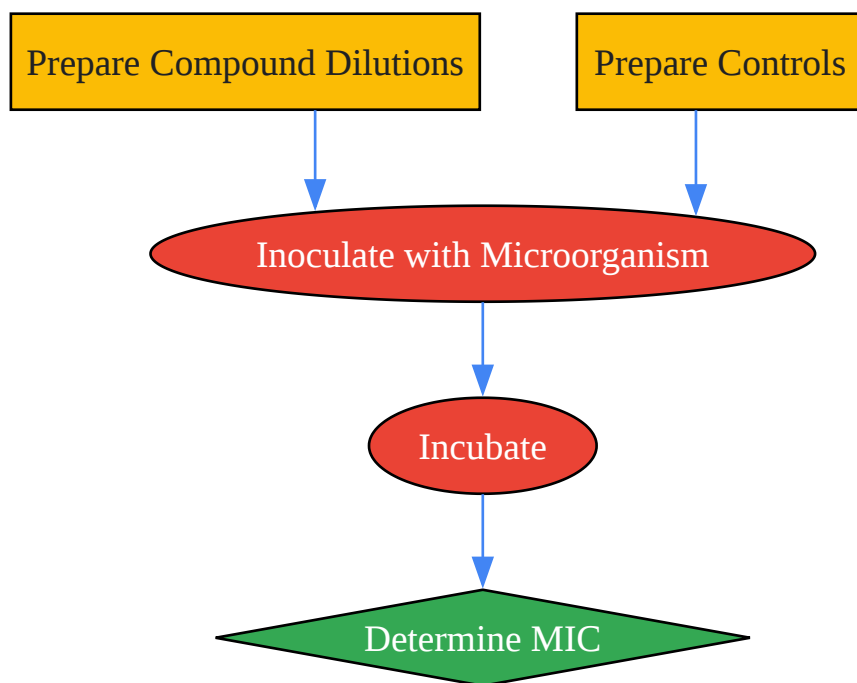 Prepare Compound Dilutions
Prepare Controls
Inoculate with Microorganism
Incubate
Determine MIC